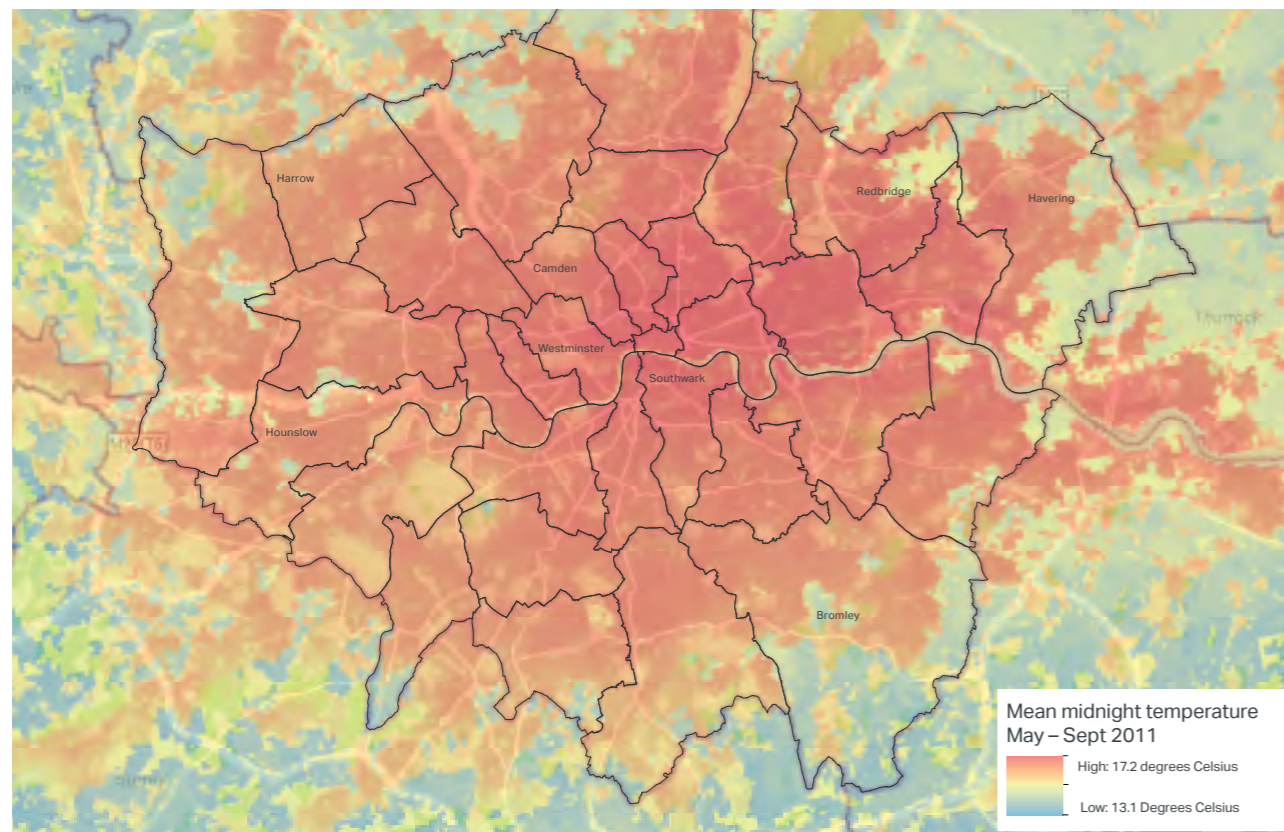 Harrow
Redbridge
Havering
Camden
Thurrock
Westminster
Southwark
Hounslow
Bromley
Mean midnight temperature
May – Sept 2011
High: 17.2 degrees Celsius
Low: 13.1 Degrees Celsius